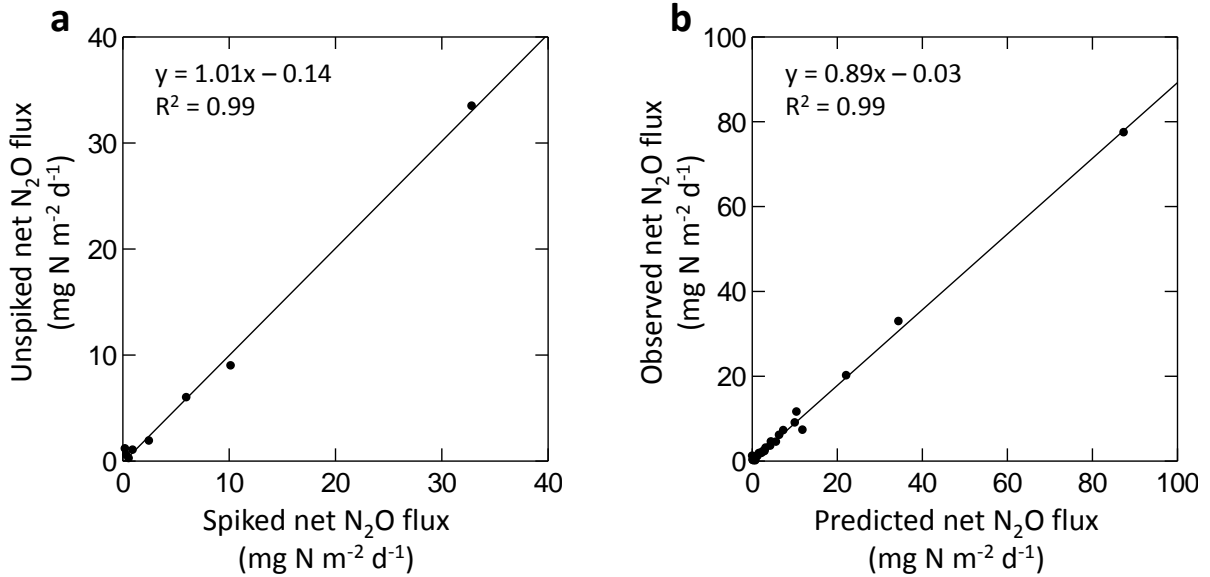 a
y = 1.01x – 0.14
R² = 0.99
Unspiked net N₂O flux
(mg N m⁻² d⁻¹)
40
30
20
10
0
0 10 20 30 40
Spiked net N₂O flux
(mg N m⁻² d⁻¹)
b
y = 0.89x – 0.03
R² = 0.99
Observed net N₂O flux
(mg N m⁻² d⁻¹)
100
80
60
40
20
0
0 20 40 60 80 100
Predicted net N₂O flux
(mg N m⁻² d⁻¹)